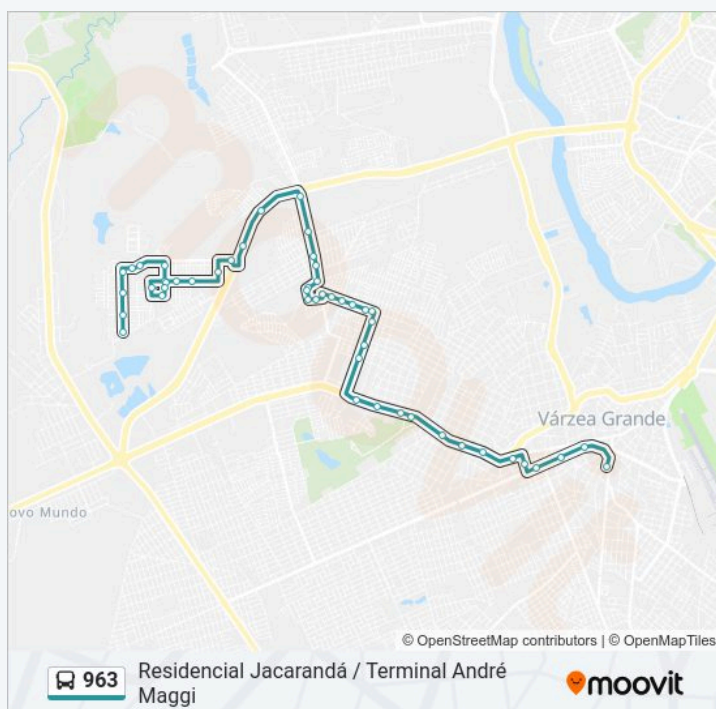 Várzea Grande
ovo Mundo
© OpenStreetMap contributors | © OpenMapTiles
963
Residencial Jacarandá / Terminal André
Maggi
moovit